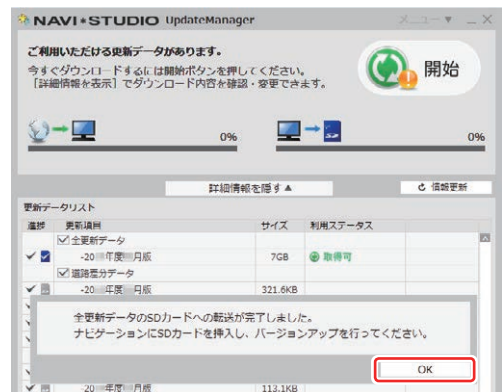 NAVI*STUDIO UpdateManager
メニュー ▼ _ X
ご利用いただける更新データがあります。
今すぐダウンロードするには開始ボタンを押してください。
[詳細情報を表示]でダウンロード内容を確認・変更できます。
開始
0%
0%
詳細情報を隠す▲
情報更新
更新データリスト
進捗 更新項目 サイズ 利用ステータス
全更新データ
-20 年度 月版 7GB 取得可
道路差分データ
-20 年度 月版 321.6KB
全更新データのSDカードへの転送が完了しました。
ナビゲーションにSDカードを挿入し、バージョンアップを行ってください。
OK
-20 年度 月版 113.1KB